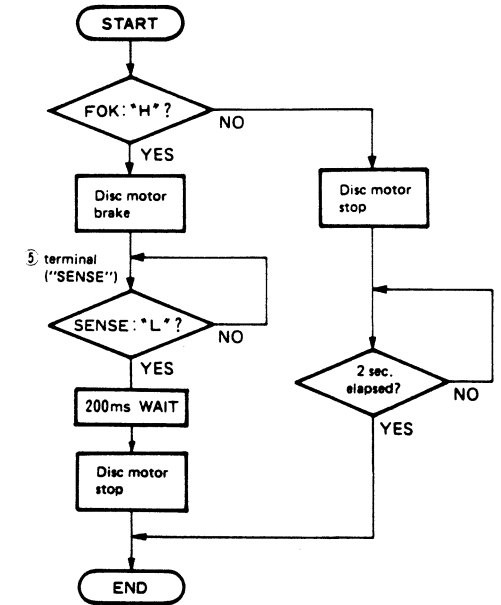 START
FOK: "H" ?
NO
YES
Disc motor
brake
Disc motor
stop
⑤ terminal
("SENSE")
SENSE: "L" ?
NO
YES
2 sec.
elapsed?
NO
YES
200ms WAIT
Disc motor
stop
END